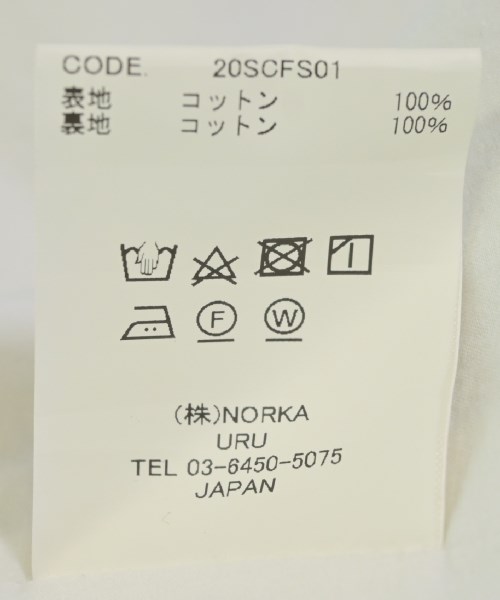 CODE. 20SCFS01
表地 コットン 100%
裏地 コットン 100%
F W
(株)NORKA
URU
TEL 03-6450-5075
JAPAN